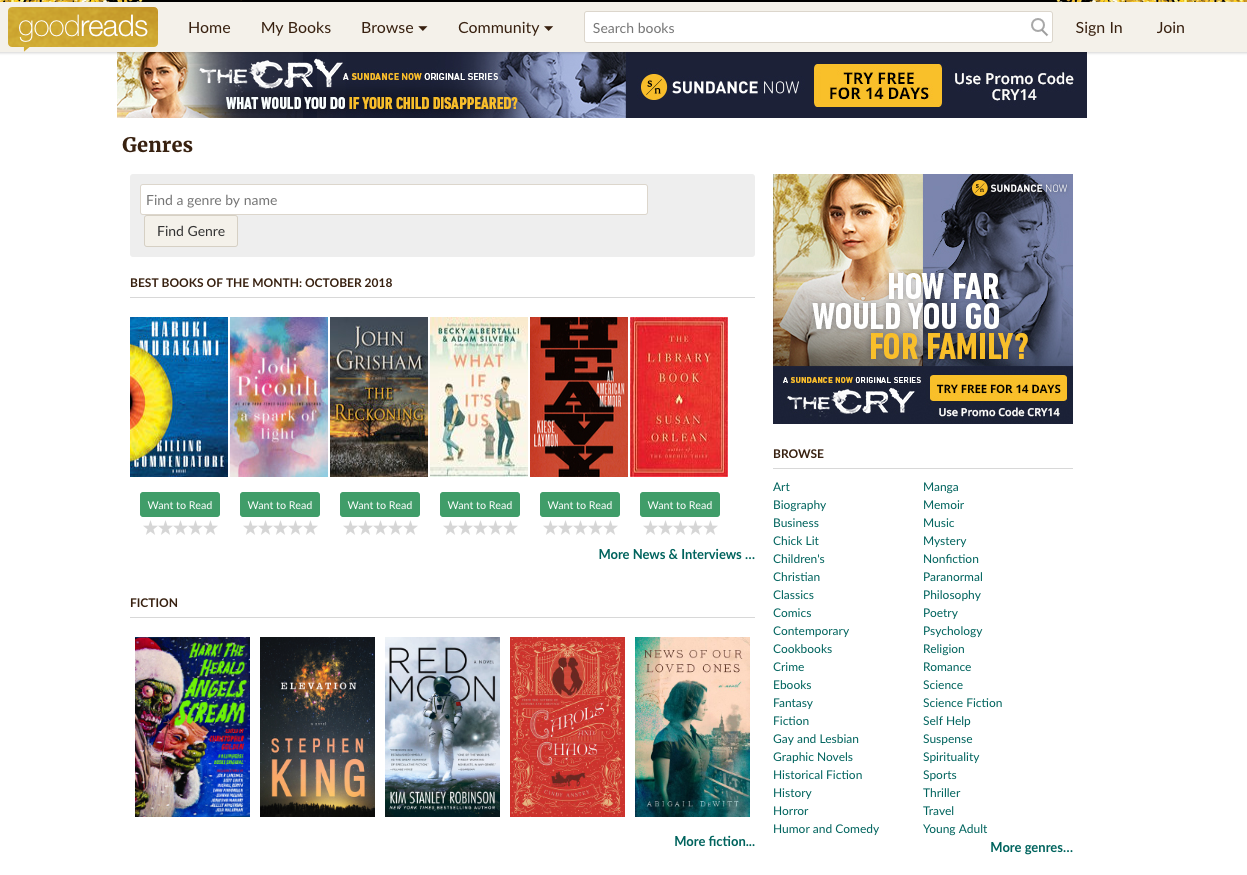 goodreads
Home
My Books
Browse
Community
Search books
Sign In
Join
THE CRY A SUNDANCE NOW ORIGINAL SERIES
WHAT WOULD YOU DO IF YOUR CHILD DISAPPEARED?
s/n SUNDANCE NOW
TRY FREE
FOR 14 DAYS
Use Promo Code
CRY14
Genres
Find a genre by name
Find Genre
BEST BOOKS OF THE MONTH: OCTOBER 2018
HARUKI
MURAKAMI
KILLING
COMMENDATORE
Jodi
Picoult
a spark of
light
JOHN
GRISHAM
THE
RECKONING
BECKY ALBERTALLI
& ADAM SILVERA
WHAT
IF
IT'S
US
HEAVY
AN
AMERICAN
MEMOIR
KIESE
LAYMON
THE
LIBRARY
BOOK
SUSAN
ORLEAN
author of
THE ORCHID THIEF
Want to Read
Want to Read
Want to Read
Want to Read
Want to Read
Want to Read
More News & Interviews ...
FICTION
HARK! THE
HERALD
ANGELS
SCREAM
ELEVATION
a novel
STEPHEN
KING
RED
MOON
A NOVEL
KIM STANLEY ROBINSON
NEW YORK TIMES BESTSELLING AUTHOR
CAROLS
AND
CHAOS
CINDY ANSTEY
NEWS OF OUR
LOVED ONES
a novel
ABIGAIL DEWITT
More fiction...
s/n SUNDANCE NOW
HOW FAR
WOULD YOU GO
FOR FAMILY?
A SUNDANCE NOW ORIGINAL SERIES
THE CRY
TRY FREE FOR 14 DAYS
Use Promo Code CRY14
BROWSE
Art
Biography
Business
Chick Lit
Children's
Christian
Classics
Comics
Contemporary
Cookbooks
Crime
Ebooks
Fantasy
Fiction
Gay and Lesbian
Graphic Novels
Historical Fiction
History
Horror
Humor and Comedy
Manga
Memoir
Music
Mystery
Nonfiction
Paranormal
Philosophy
Poetry
Psychology
Religion
Romance
Science
Science Fiction
Self Help
Suspense
Spirituality
Sports
Thriller
Travel
Young Adult
More genres...